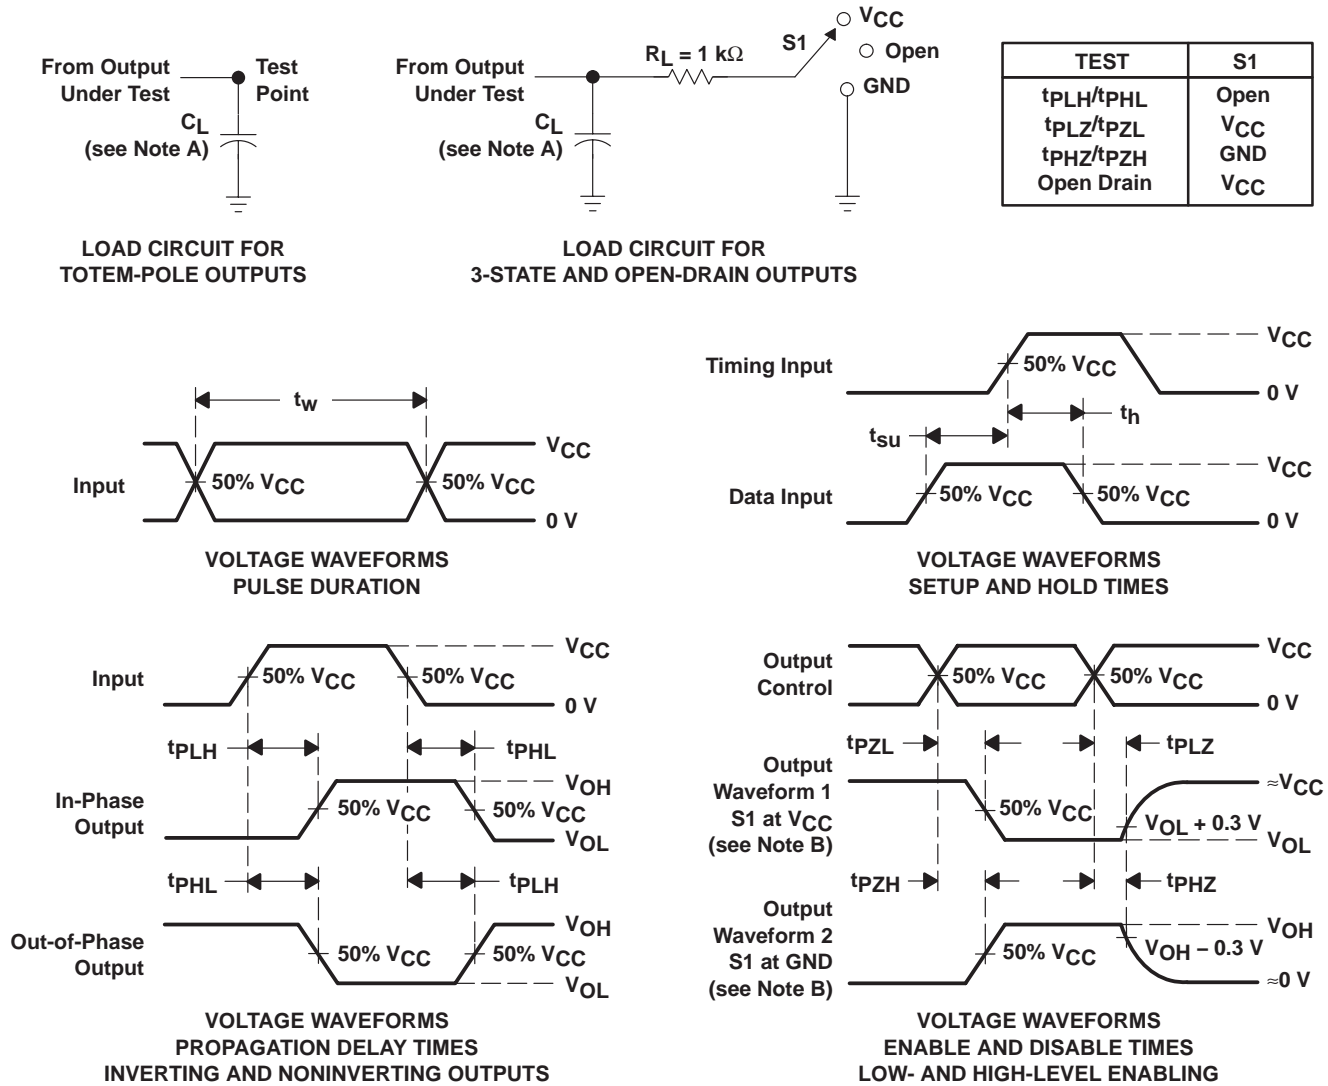 From Output
Under Test
Test
Point
CL
(see Note A)
LOAD CIRCUIT FOR
TOTEM-POLE OUTPUTS
From Output
Under Test
RL = 1 kΩ
S1
VCC
Open
GND
CL
(see Note A)
LOAD CIRCUIT FOR
3-STATE AND OPEN-DRAIN OUTPUTS
TEST S1
tPLH/tPHL Open
tPLZ/tPZL VCC
tPHZ/tPZH GND
Open Drain VCC
tw
Input
50% VCC
50% VCC
VCC
0 V
VOLTAGE WAVEFORMS
PULSE DURATION
Timing Input
50% VCC
VCC
0 V
tsu
th
Data Input
50% VCC
50% VCC
VCC
0 V
VOLTAGE WAVEFORMS
SETUP AND HOLD TIMES
Input
50% VCC
50% VCC
VCC
0 V
tPLH
tPHL
In-Phase
Output
50% VCC
50% VCC
VOH
VOL
tPHL
tPLH
Out-of-Phase
Output
50% VCC
50% VCC
VOH
VOL
VOLTAGE WAVEFORMS
PROPAGATION DELAY TIMES
INVERTING AND NONINVERTING OUTPUTS
Output
Control
50% VCC
50% VCC
VCC
0 V
tPZL
tPLZ
Output
Waveform 1
S1 at VCC
(see Note B)
50% VCC
VOL + 0.3 V
≈VCC
VOL
tPZH
tPHZ
Output
Waveform 2
S1 at GND
(see Note B)
50% VCC
VOH − 0.3 V
VOH
≈0 V
VOLTAGE WAVEFORMS
ENABLE AND DISABLE TIMES
LOW- AND HIGH-LEVEL ENABLING